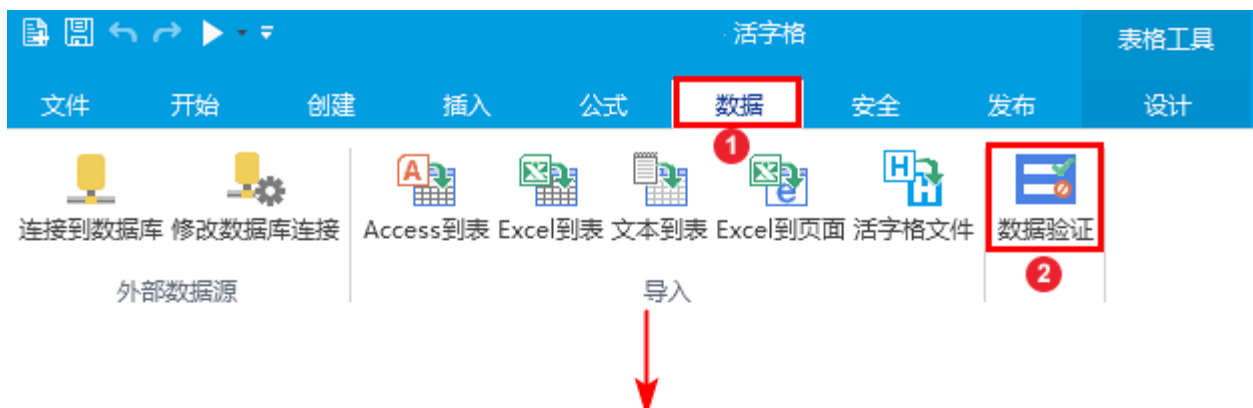 活字格
表格工具
文件 开始 创建 插入 公式 数据 安全 发布 设计
1
连接到数据库 修改数据库连接 Access到表 Excel到表 文本到表 Excel到页面 活字格文件 数据验证
2
外部数据源 导入